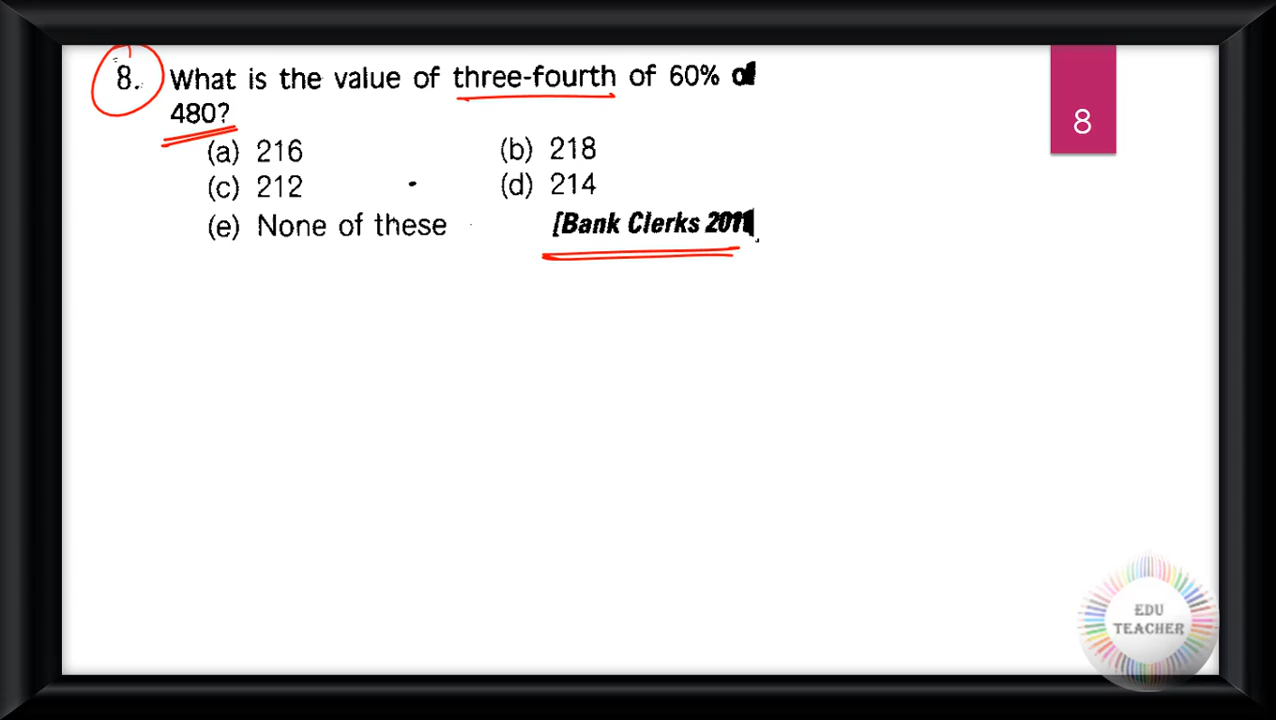 8. What is the value of three-fourth of 60% of
480?
(a) 216 (b) 218
(c) 212 (d) 214
(e) None of these [Bank Clerks 2011]
8
EDU
TEACHER